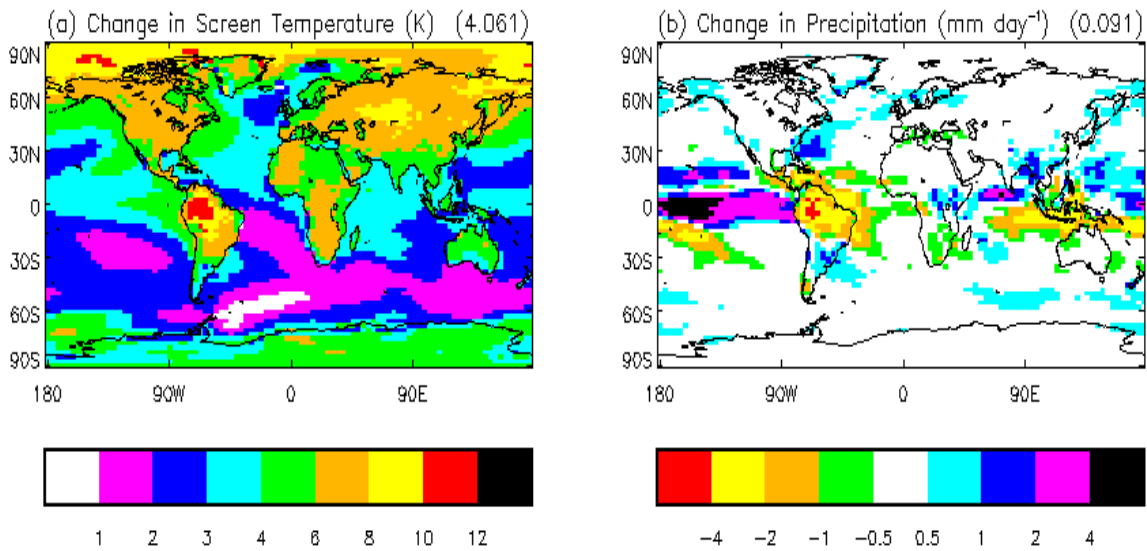 (a) Change in Screen Temperature (K) (4.061)
90N
60N
30N
0
30S
60S
90S
180 90W 0 90E
1 2 3 4 6 8 10 12
(b) Change in Precipitation (mm day⁻¹) (0.091)
90N
60N
30N
0
30S
60S
90S
180 90W 0 90E
−4 −2 −1 −0.5 0.5 1 2 4